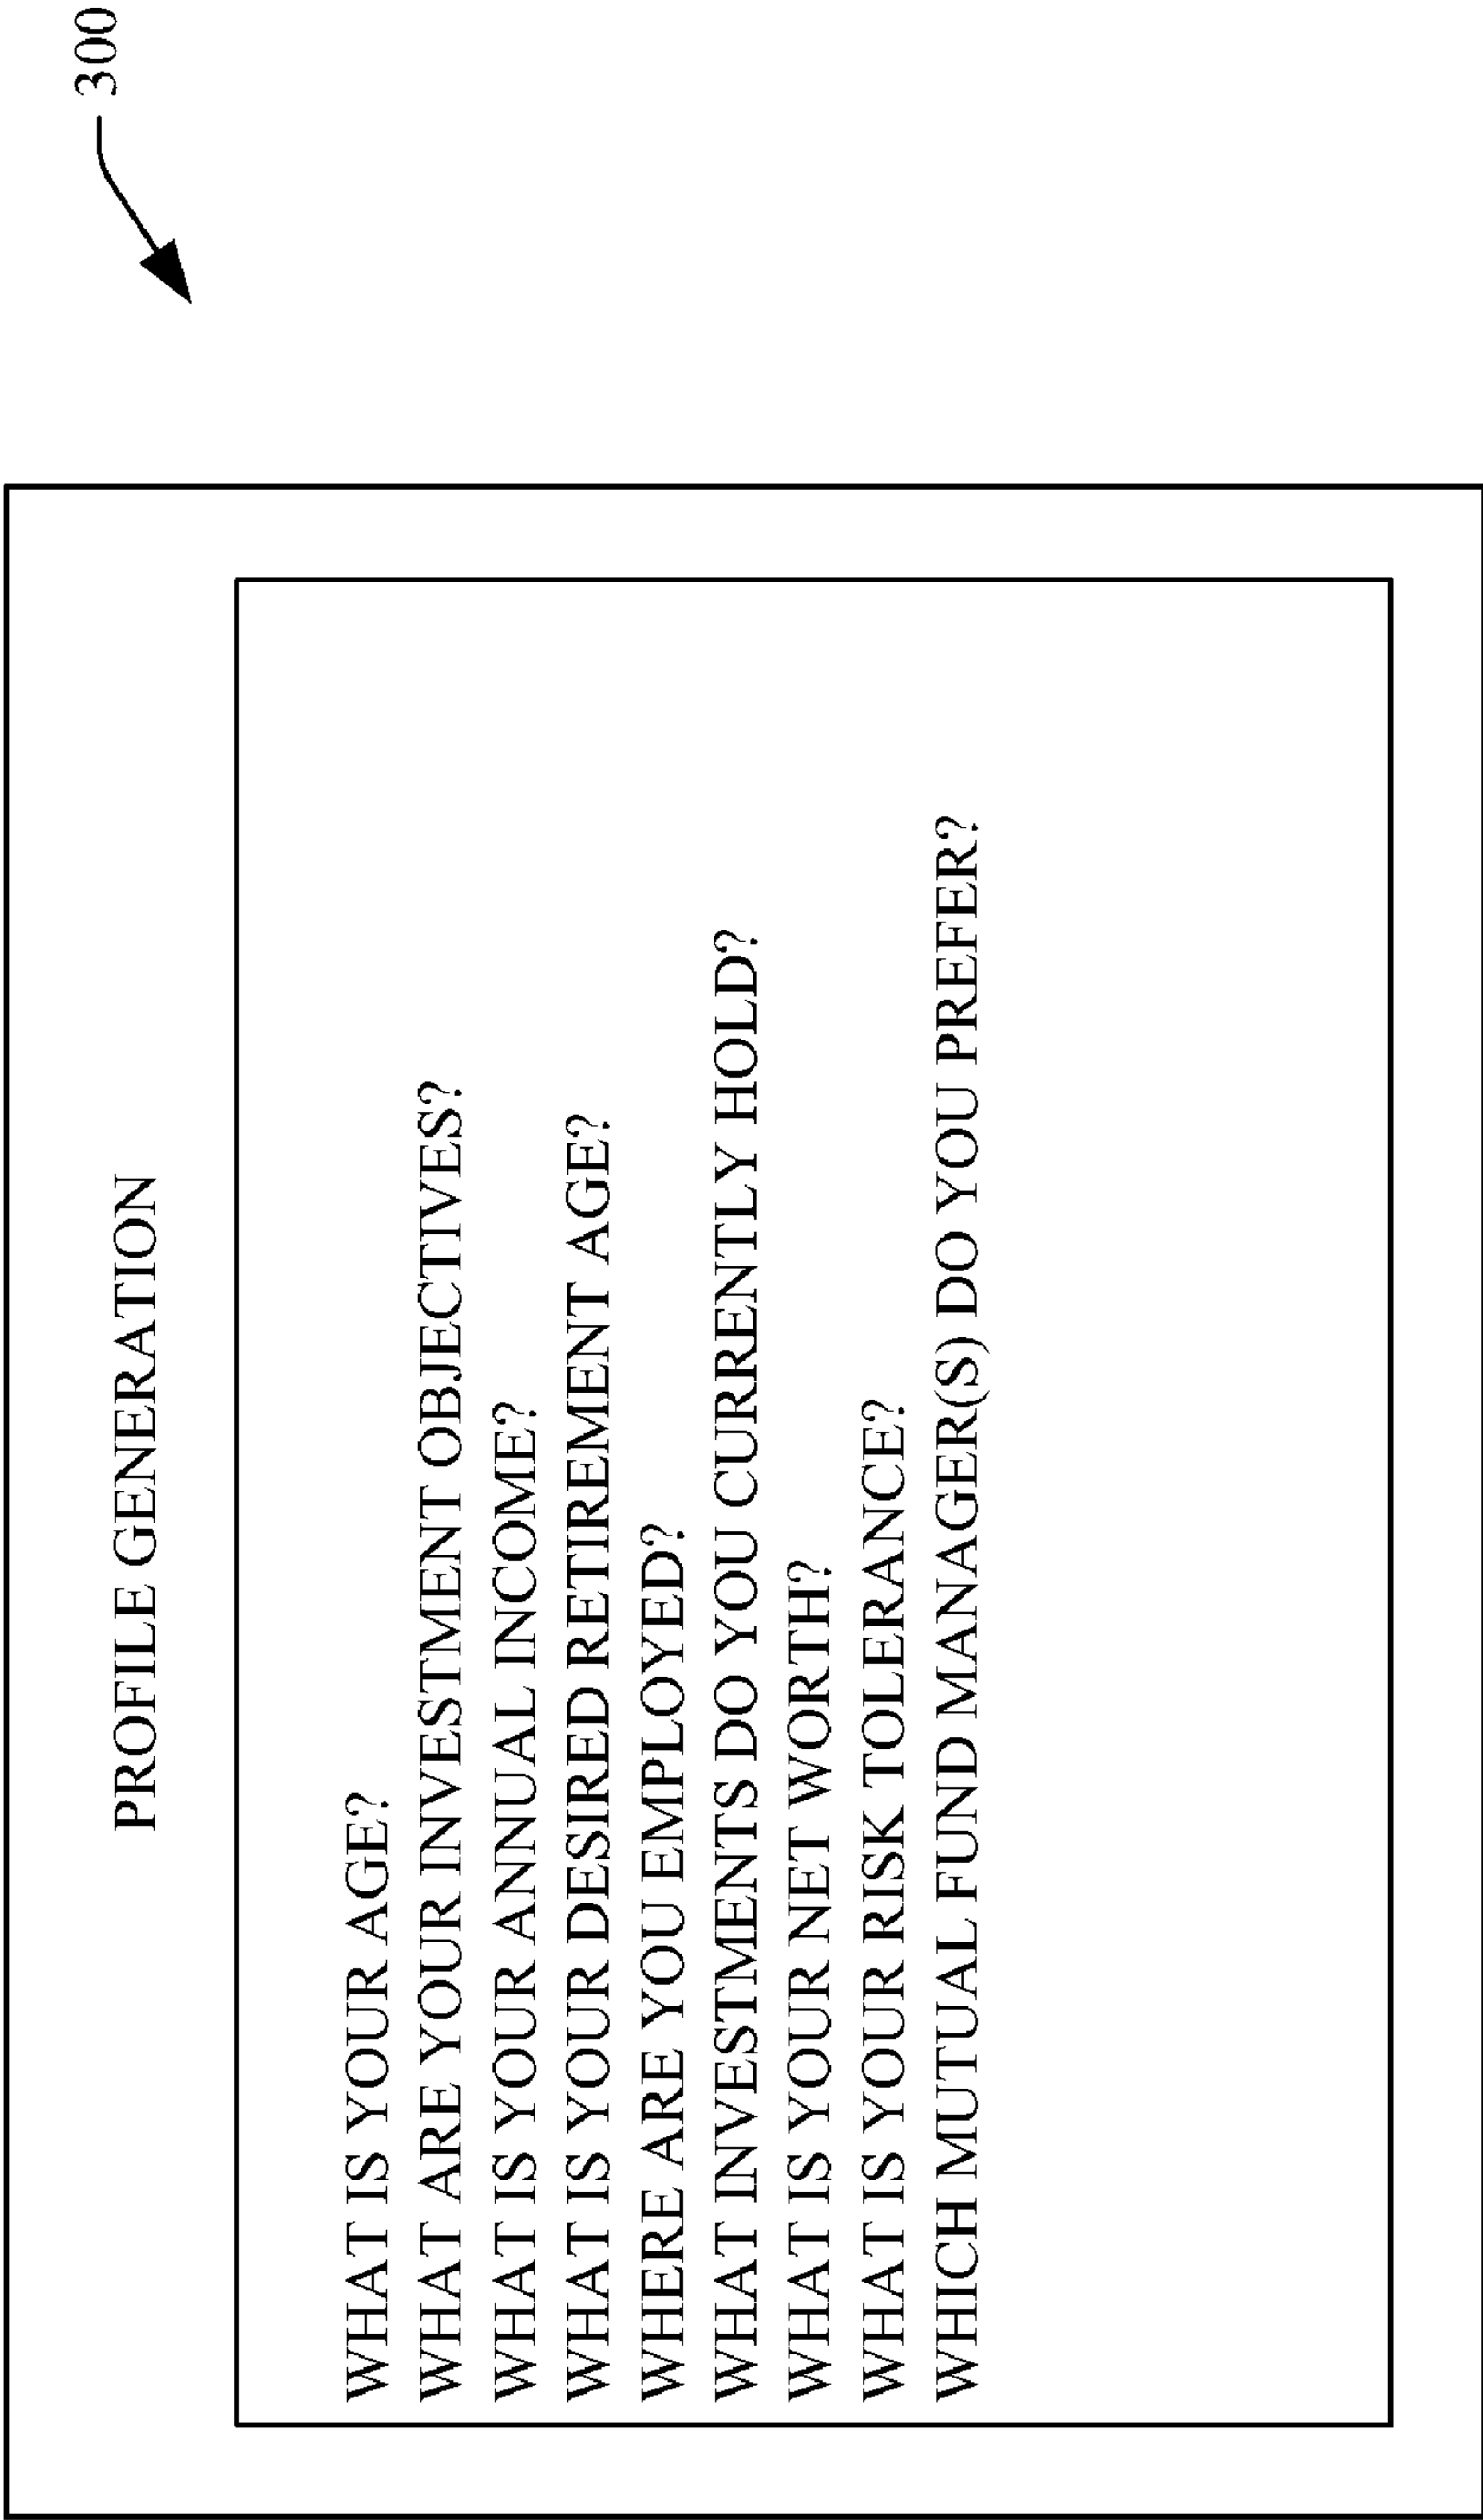 300
PROFILE GENERATION
WHAT IS YOUR AGE?
WHAT ARE YOUR INVESTMENT OBJECTIVES?
WHAT IS YOUR ANNUAL INCOME?
WHAT IS YOUR DESIRED RETIREMENT AGE?
WHERE ARE YOU EMPLOYED?
WHAT INVESTMENTS DO YOU CURRENTLY HOLD?
WHAT IS YOUR NET WORTH?
WHAT IS YOUR RISK TOLERANCE?
WHICH MUTUAL FUND MANAGER(S) DO YOU PREFER?